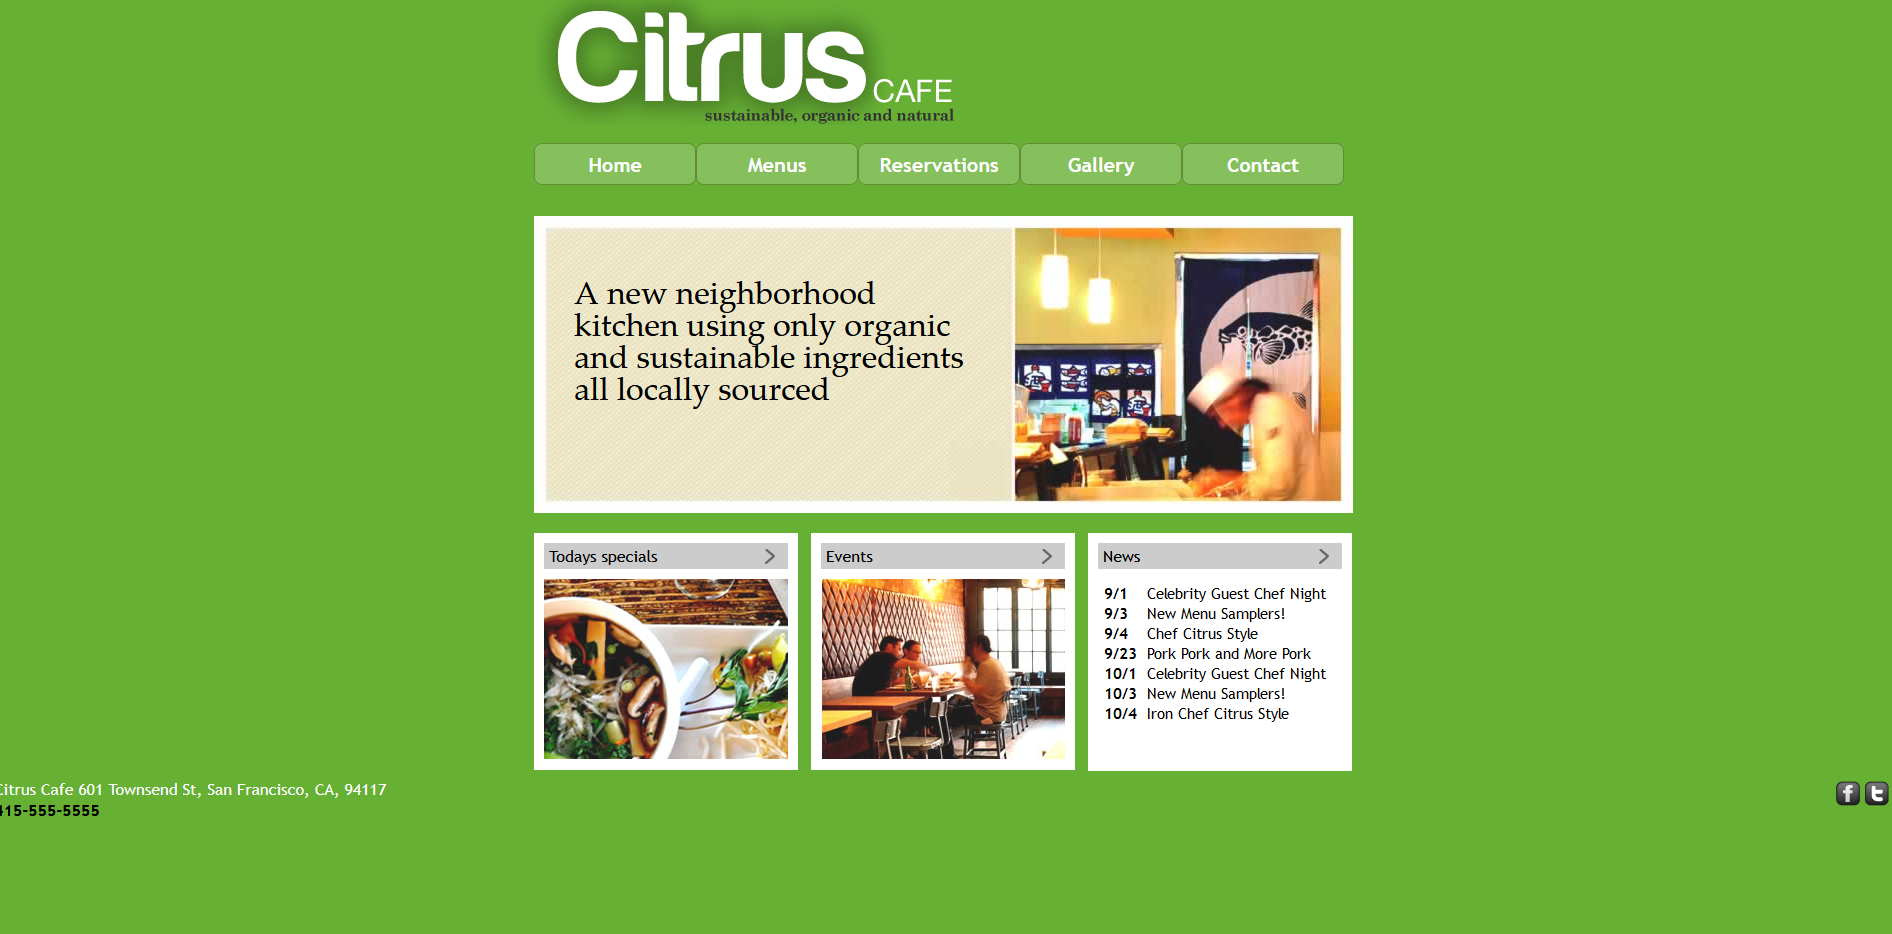 Citrus CAFE
sustainable, organic and natural
Home Menus Reservations Gallery Contact
A new neighborhood
kitchen using only organic
and sustainable ingredients
all locally sourced
Todays specials
Events
News
9/1 Celebrity Guest Chef Night
9/3 New Menu Samplers!
9/4 Chef Citrus Style
9/23 Pork Pork and More Pork
10/1 Celebrity Guest Chef Night
10/3 New Menu Samplers!
10/4 Iron Chef Citrus Style
Citrus Cafe 601 Townsend St, San Francisco, CA, 94117
415-555-5555
f t